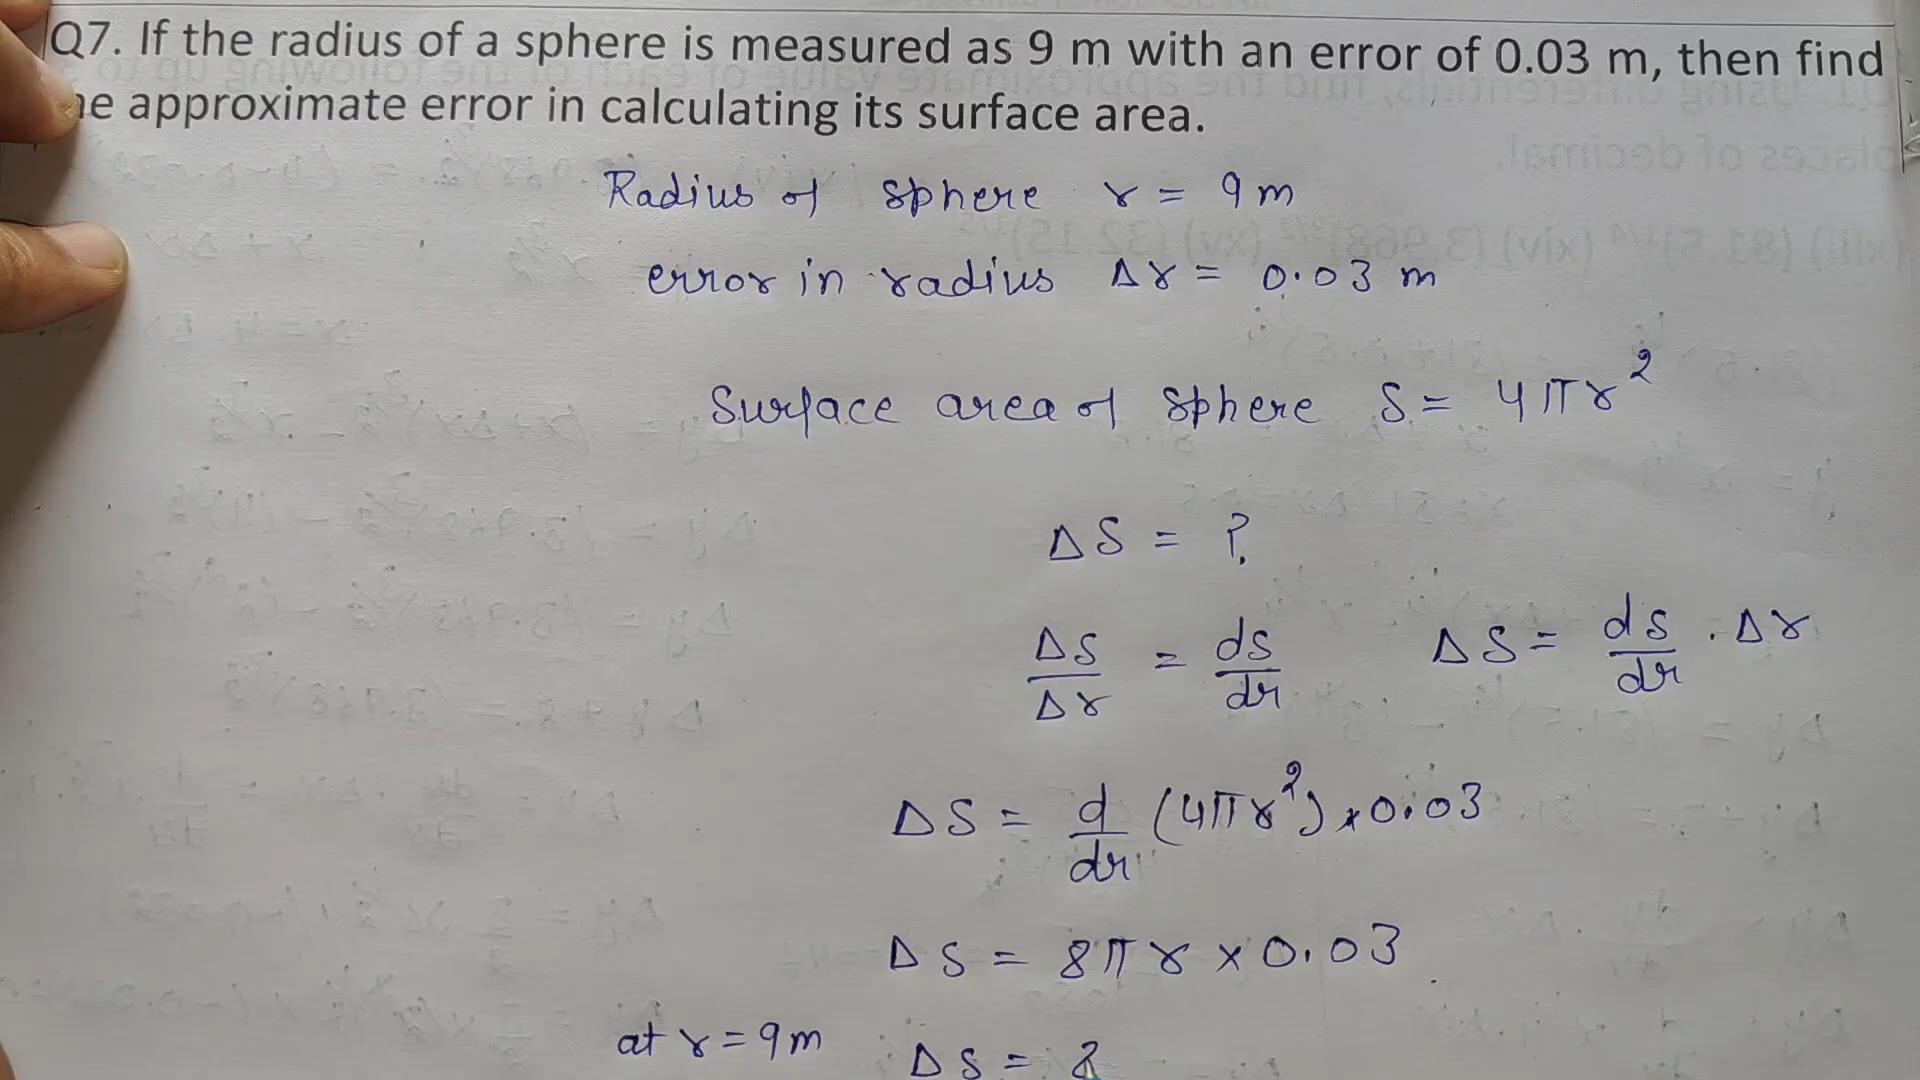 Q7. If the radius of a sphere is measured as 9 m with an error of 0.03 m, then find
approximate error in calculating its surface area.
Radius of sphere r = 9 m
error in radius Δr = 0.03 m
Surface area of sphere S = 4πr²
ΔS = ?
ΔS/Δr = ds/dr ΔS = ds/dr . Δr
ΔS = d/dr (4πr²) × 0.03
ΔS = 8πr × 0.03
at r = 9m ΔS =